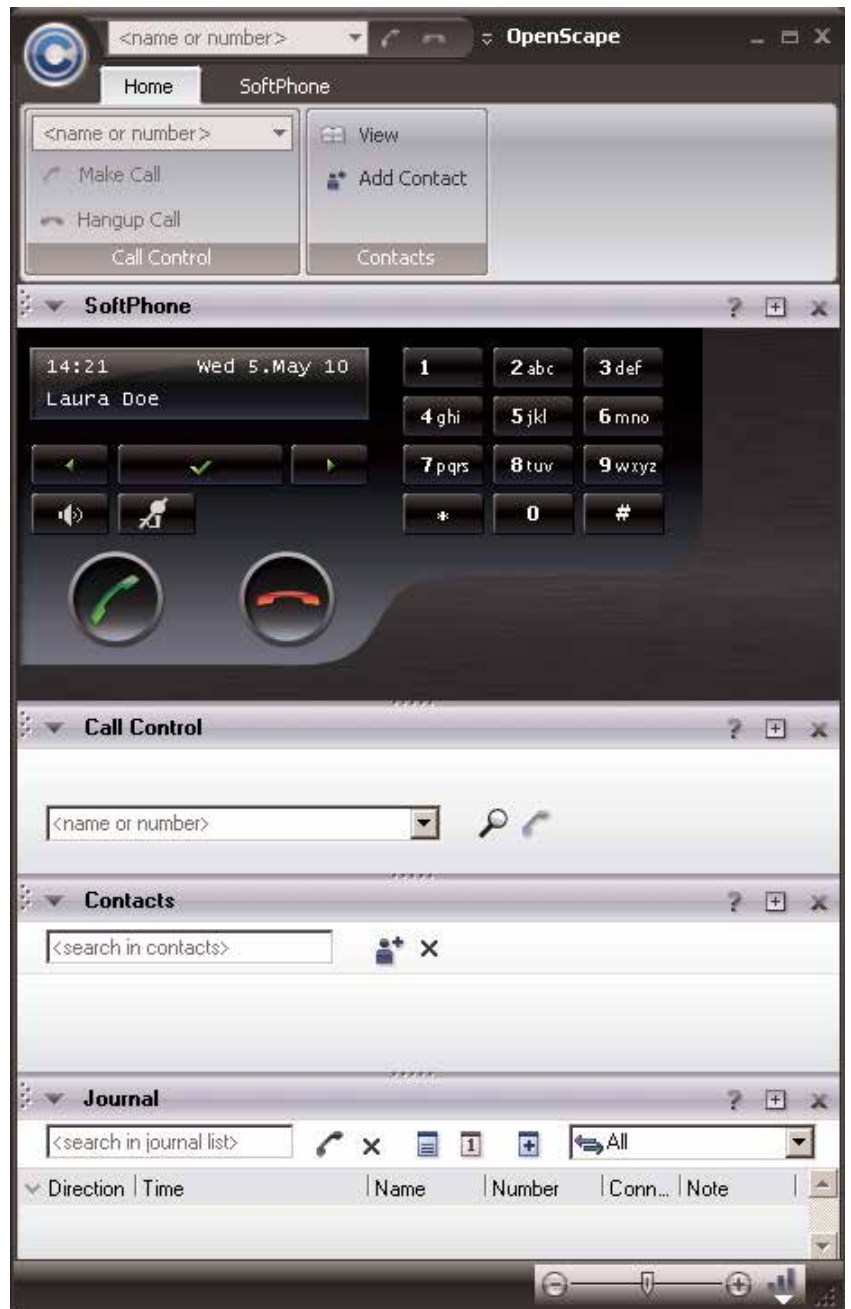 <name or number> OpenScape
Home SoftPhone
<name or number> View
Make Call Add Contact
Hangup Call
Call Control Contacts
SoftPhone ?
14:21 Wed 5.May 10
Laura Doe
1 2 abc 3 def
4 ghi 5 jkl 6 mno
7 pqrs 8 tuv 9 wxyz
* 0 #
Call Control ?
<name or number>
Contacts ?
<search in contacts>
Journal ?
<search in journal list> 1 All
Direction Time Name Number Conn... Note